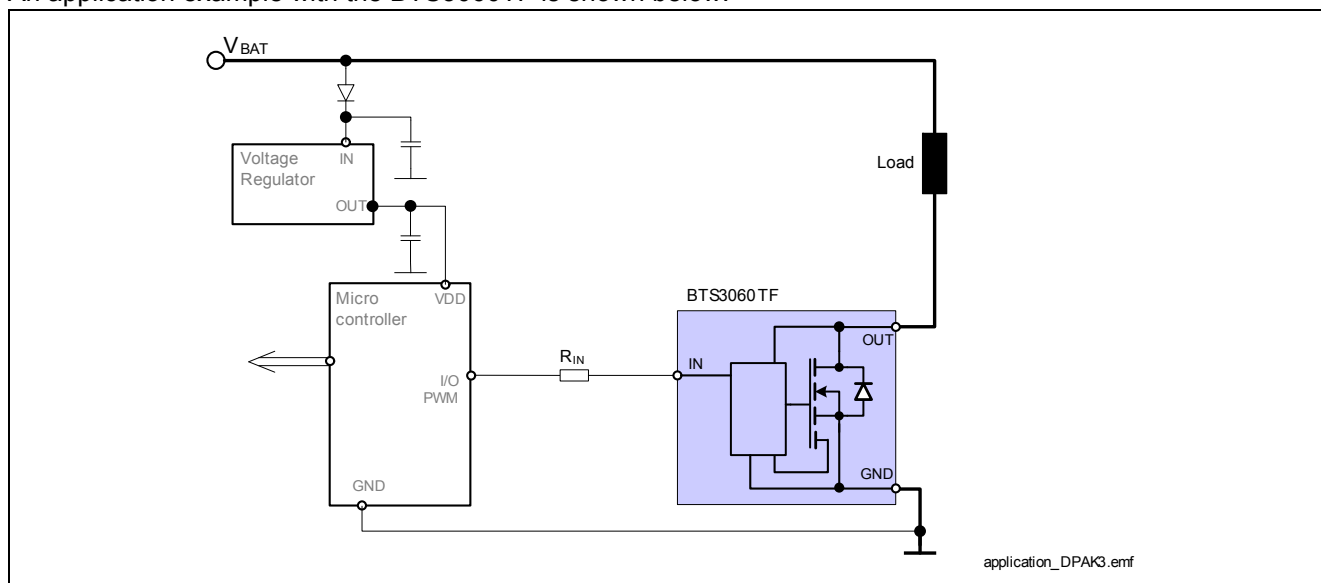 An application example with the BTS3060TF is shown below:
VBAT
Voltage
Regulator
IN
OUT
Load
Micro
controller
VDD
BTS3060TF
OUT
RIN
IN
I/O
PWM
GND
GND
application_DPAK3.emf